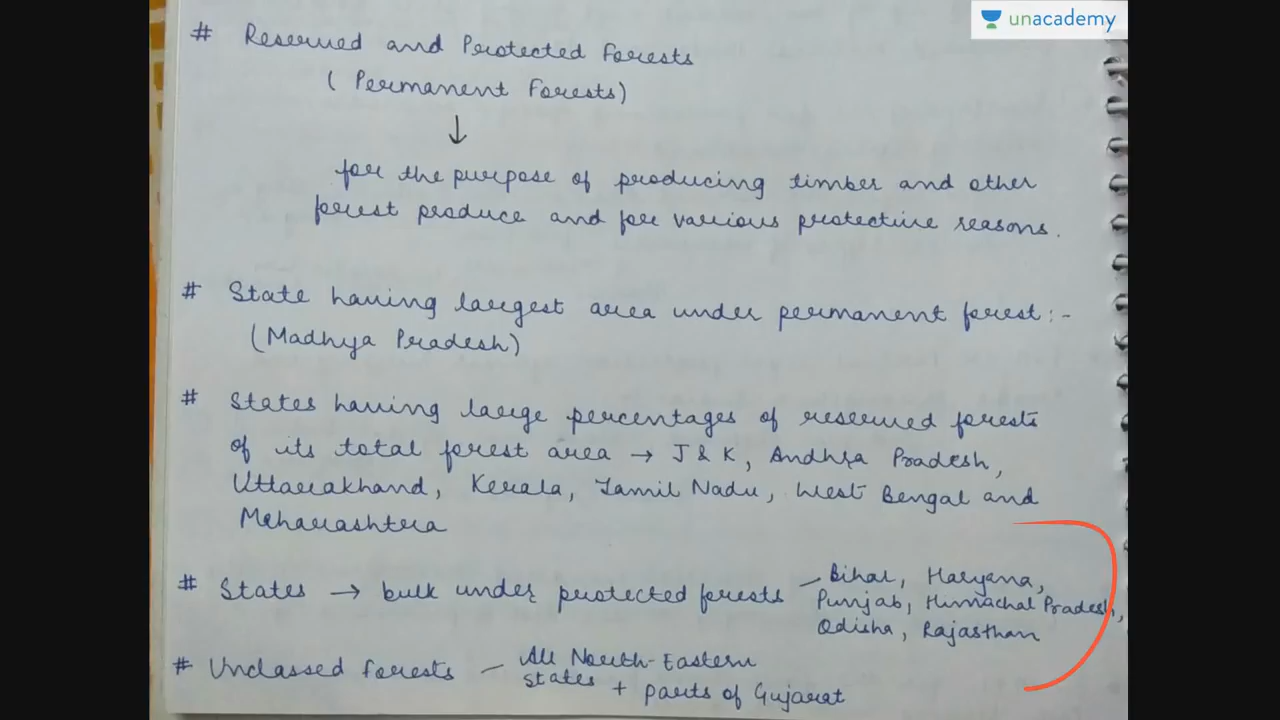 unacademy
# Reserved and Protected Forests
( Permanent Forests)
↓
for the purpose of producing timber and other
forest produce and for various protective reasons.
# State having largest area under permanent forest :-
(Madhya Pradesh)
# States having large percentages of reserved forests
of its total forest area → J & K, Andhra Pradesh,
Uttarakhand, Kerala, Tamil Nadu, West Bengal and
Maharashtra
# States → bulk under protected forests – Bihar, Haryana,
Punjab, Himachal Pradesh,
Odisha, Rajasthan
# Unclassed Forests – All North-Eastern
states + parts of Gujarat